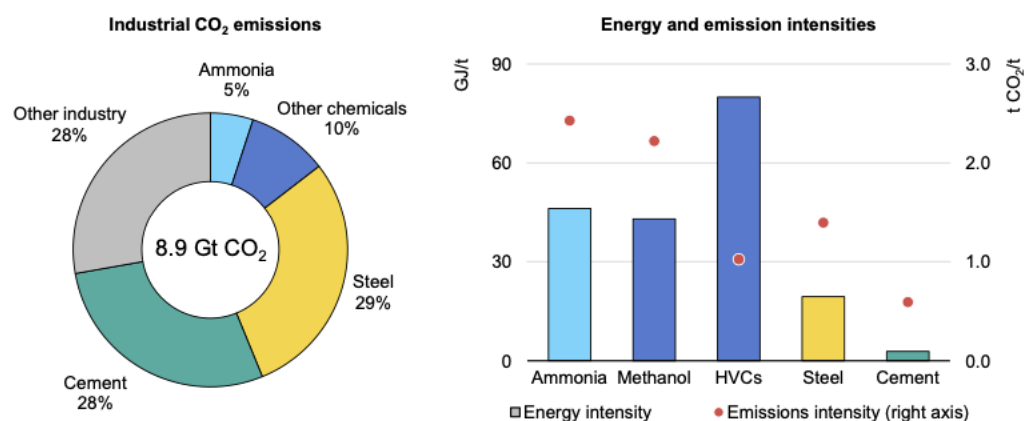 Industrial CO₂ emissions
Ammonia
5%
Other chemicals
10%
Other industry
28%
8.9 Gt CO₂
Steel
29%
Cement
28%
Energy and emission intensities
GJ/t
90
60
30
0
t CO₂/t
3.0
2.0
1.0
0.0
Ammonia Methanol HVCs Steel Cement
Energy intensity Emissions intensity (right axis)